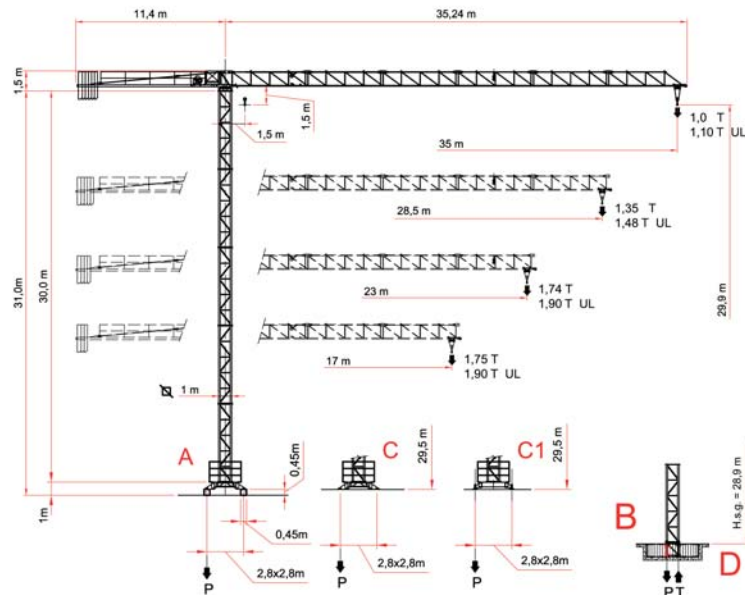 11,4 m
35,24 m
1,5 m
1,5 m
1,5 m
1,0 T
1,10 T UL
35 m
1,35 T
1,48 T UL
28,5 m
31,0m
30,0 m
29,9 m
1,74 T
1,90 T UL
23 m
1,75 T
1,90 T UL
17 m
1 m
A
C
C1
0,45m
29,5 m
29,5 m
1m
0,45m
B
D
H.s.g. = 28,9 m
2,8x2,8m
2,8x2,8m
2,8x2,8m
P
P
P
P T